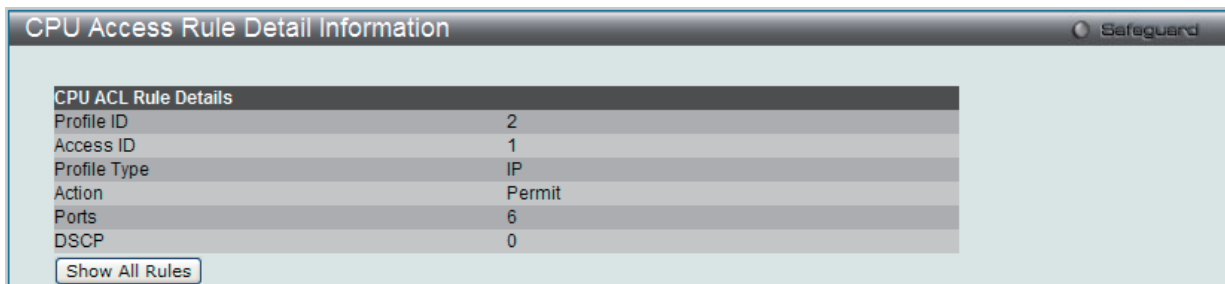 CPU Access Rule Detail Information
Safeguard
CPU ACL Rule Details
Profile ID 2
Access ID 1
Profile Type IP
Action Permit
Ports 6
DSCP 0
Show All Rules